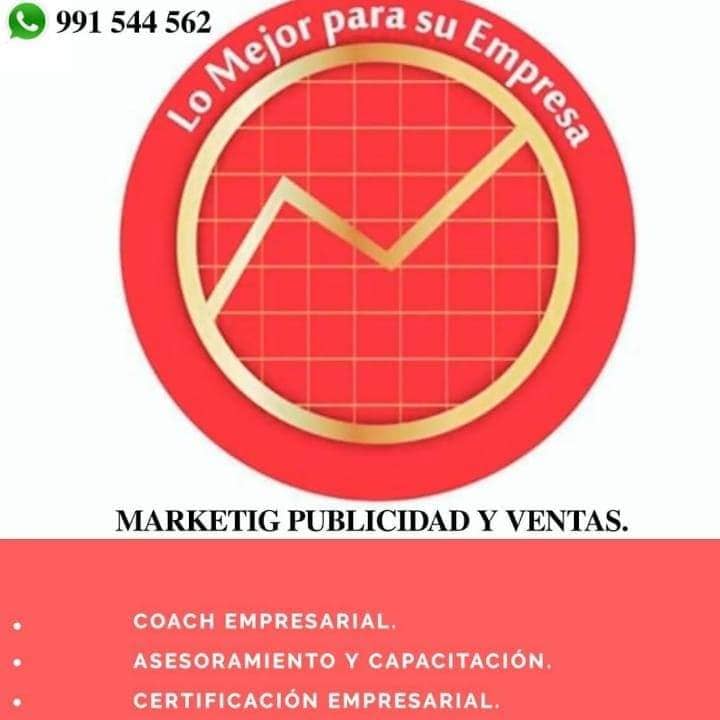 991 544 562
Lo Mejor para su Empresa
MARKETIG PUBLICIDAD Y VENTAS.
• COACH EMPRESARIAL.
• ASESORAMIENTO Y CAPACITACIÓN.
• CERTIFICACIÓN EMPRESARIAL.